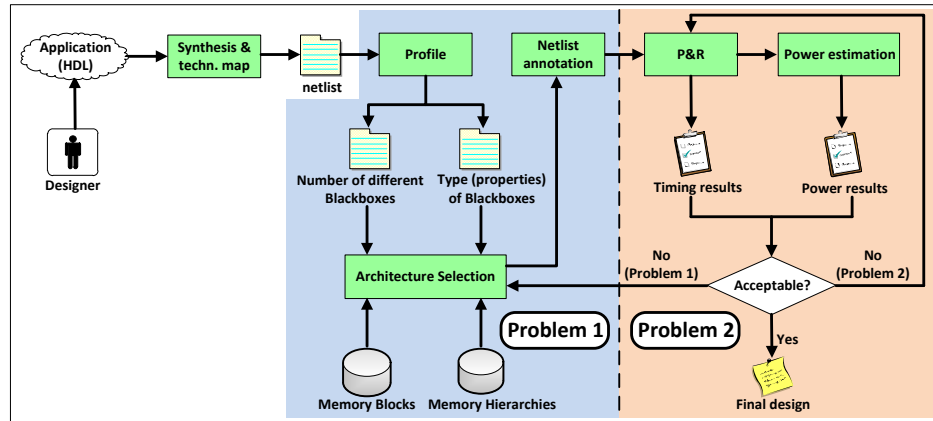 Application
(HDL)
Synthesis &
techn. map
netlist
Designer
Profile
Netlist
annotation
P&R
Power estimation
Number of different
Blackboxes
Type (properties)
of Blackboxes
Timing results
Power results
Architecture Selection
No
(Problem 1)
Acceptable?
No
(Problem 2)
Problem 1
Problem 2
Yes
Memory Blocks
Memory Hierarchies
Final design